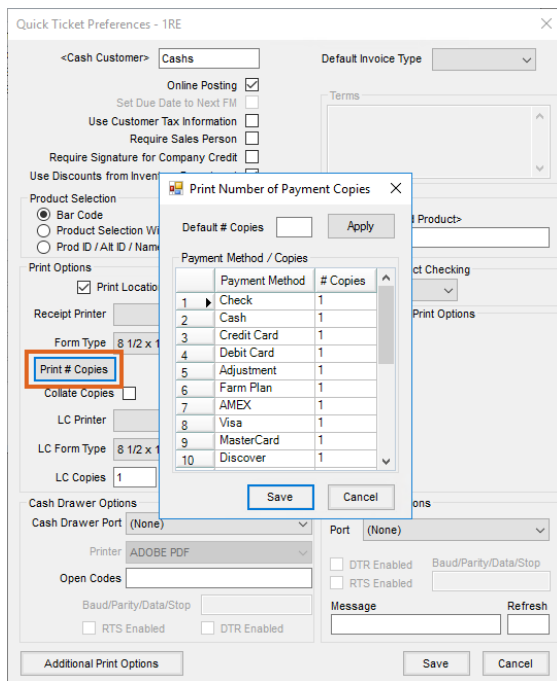 Quick Ticket Preferences - 1RE
<Cash Customer> Cashs
Default Invoice Type
Online Posting
Set Due Date to Next FM
Terms
Use Customer Tax Information
Require Sales Person
Require Signature for Company Credit
Use Discounts from
Product Selection
Bar Code
Product Selection
Prod ID / Alt ID /
Product>
Print Options
Print
Checking
Receipt Printer
Print Options
Form Type 8 1/2 x
Print # Copies
Collate Copies
LC Printer
LC Form Type 8 1/2 x
LC Copies 1
Print Number of Payment Copies
Default # Copies Apply
Payment Method / Copies
Payment Method # Copies
1 Check 1
2 Cash 1
3 Credit Card 1
4 Debit Card 1
5 Adjustment 1
6 Farm Plan 1
7 AMEX 1
8 Visa 1
9 MasterCard 1
10 Discover 1
Save Cancel
Cash Drawer Options
Cash Drawer Port (None)
Port (None)
Printer ADOBE PDF
DTR Enabled Baud/Parity/Data/Stop
Open Codes
RTS Enabled
Baud/Parity/Data/Stop
Message Refresh
RTS Enabled DTR Enabled
Additional Print Options
Save Cancel